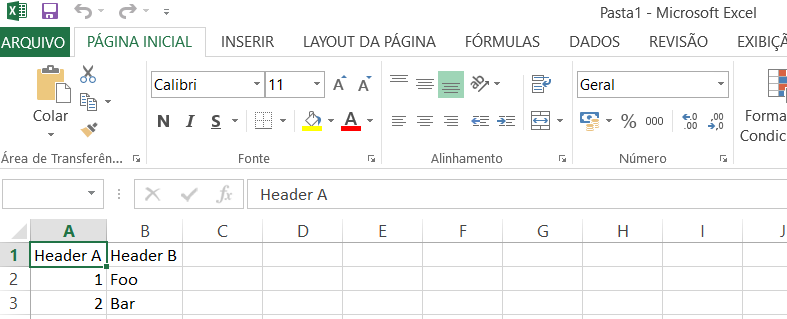 Pasta1 - Microsoft Excel
ARQUIVO PÁGINA INICIAL INSERIR LAYOUT DA PÁGINA FÓRMULAS DADOS REVISÃO EXIBIÇÃ
Calibri 11 A A Geral
Colar N I S A % 000 ,0 ,00 ,00 ,0 Forma
Condic
Área de Transferên... Fonte Alinhamento Número
fx Header A
A B C D E F G H I J
1 Header A Header B
2 1 Foo
3 2 Bar